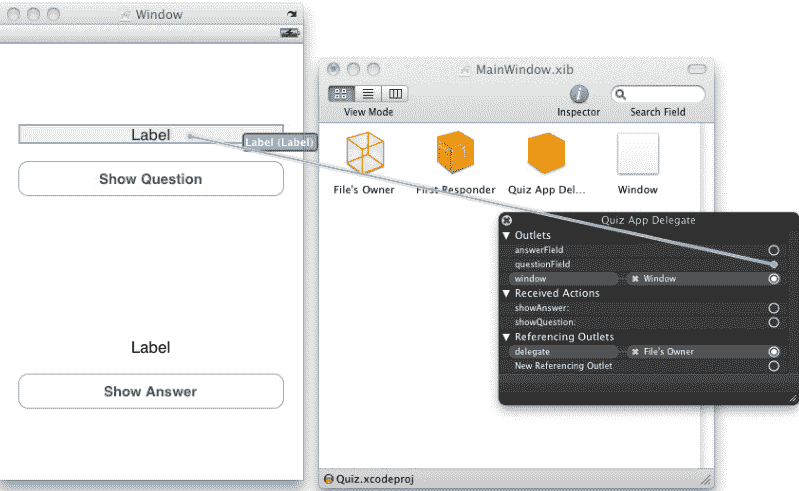 Window
Label
Label (Label)
Show Question
Label
Show Answer
MainWindow.xib
View Mode
Inspector
Search Field
File's Owner
First Responder
Quiz App Del...
Window
Quiz App Delegate
Outlets
answerField
questionField
window
Window
Received Actions
showAnswer:
showQuestion:
Referencing Outlets
delegate
File's Owner
New Referencing Outlet
Quiz.xcodeproj